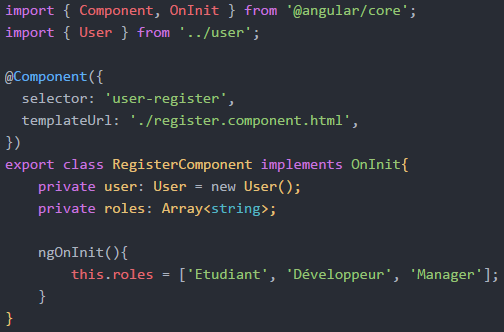 import { Component, OnInit } from '@angular/core';
import { User } from '../user';
@Component({
selector: 'user-register',
templateUrl: './register.component.html',
})
export class RegisterComponent implements OnInit{
private user: User = new User();
private roles: Array<string>;
ngOnInit(){
this.roles = ['Etudiant', 'Développeur', 'Manager'];
}
}